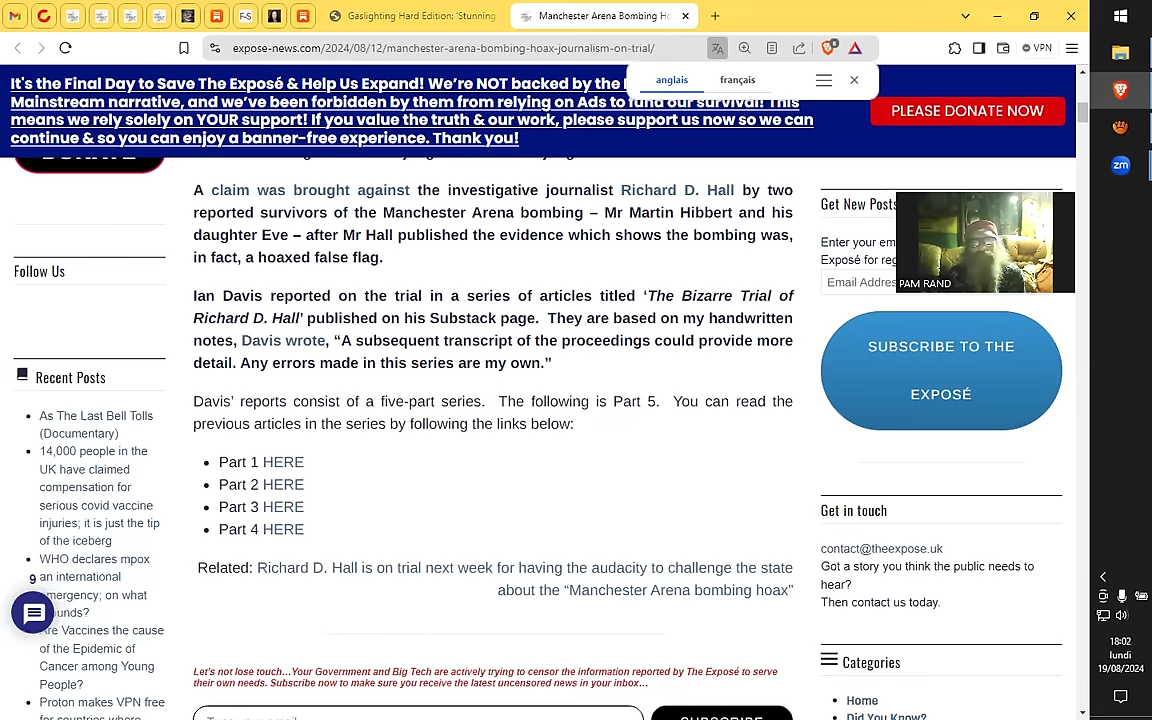 Gaslighting Hard Edition: 'Stunning
Manchester Arena Bombing Ho
expose-news.com/2024/08/12/manchester-arena-bombing-hoax-journalism-on-trial/
VPN
anglais
français
It's the Final Day to Save The Exposé & Help Us Expand! We're NOT backed by the
Mainstream narrative, and we've been forbidden by them from relying on Ads to fund our survival! This
means we rely solely on YOUR support! If you value the truth & our work, please support us now so we can
continue & so you can enjoy a banner-free experience. Thank you!
PLEASE DONATE NOW
DONATE
Follow Us
Recent Posts
As The Last Bell Tolls
(Documentary)
14,000 people in the
UK have claimed
compensation for
serious covid vaccine
injuries; it is just the tip
of the iceberg
WHO declares mpox
an international
emergency; on what
9
Are Vaccines the cause
of the Epidemic of
Cancer among Young
People?
Proton makes VPN free
for countries where
A claim was brought against the investigative journalist Richard D. Hall by two
reported survivors of the Manchester Arena bombing – Mr Martin Hibbert and his
daughter Eve – after Mr Hall published the evidence which shows the bombing was,
in fact, a hoaxed false flag.
Ian Davis reported on the trial in a series of articles titled 'The Bizarre Trial of
Richard D. Hall' published on his Substack page. They are based on my handwritten
notes, Davis wrote, "A subsequent transcript of the proceedings could provide more
detail. Any errors made in this series are my own."
Davis' reports consist of a five-part series. The following is Part 5. You can read the
previous articles in the series by following the links below:
Part 1 HERE
Part 2 HERE
Part 3 HERE
Part 4 HERE
Related: Richard D. Hall is on trial next week for having the audacity to challenge the state
about the "Manchester Arena bombing hoax"
Let's not lose touch…Your Government and Big Tech are actively trying to censor the information reported by The Exposé to serve
their own needs. Subscribe now to make sure you receive the latest uncensored news in your inbox…
Type your email
SUBSCRIBE
Get New Posts
Enter your em
Exposé for reg
Email Addres
PAM RAND
SUBSCRIBE TO THE
EXPOSÉ
Get in touch
contact@theexpose.uk
Got a story you think the public needs to
hear?
Then contact us today.
Categories
Home
Did You Know?
zm
18:02
lundi
19/08/2024